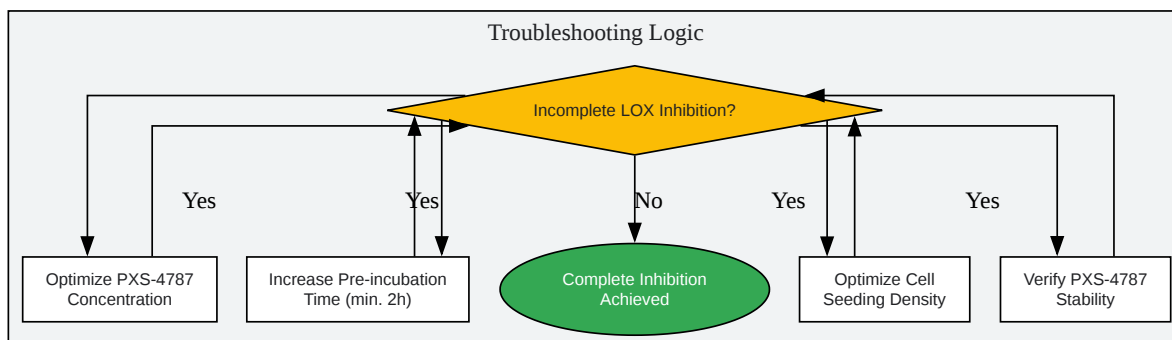 Troubleshooting Logic
Incomplete LOX Inhibition?
Yes
Yes
No
Yes
Yes
Optimize PXS-4787
Concentration
Increase Pre-incubation
Time (min. 2h)
Complete Inhibition
Achieved
Optimize Cell
Seeding Density
Verify PXS-4787
Stability